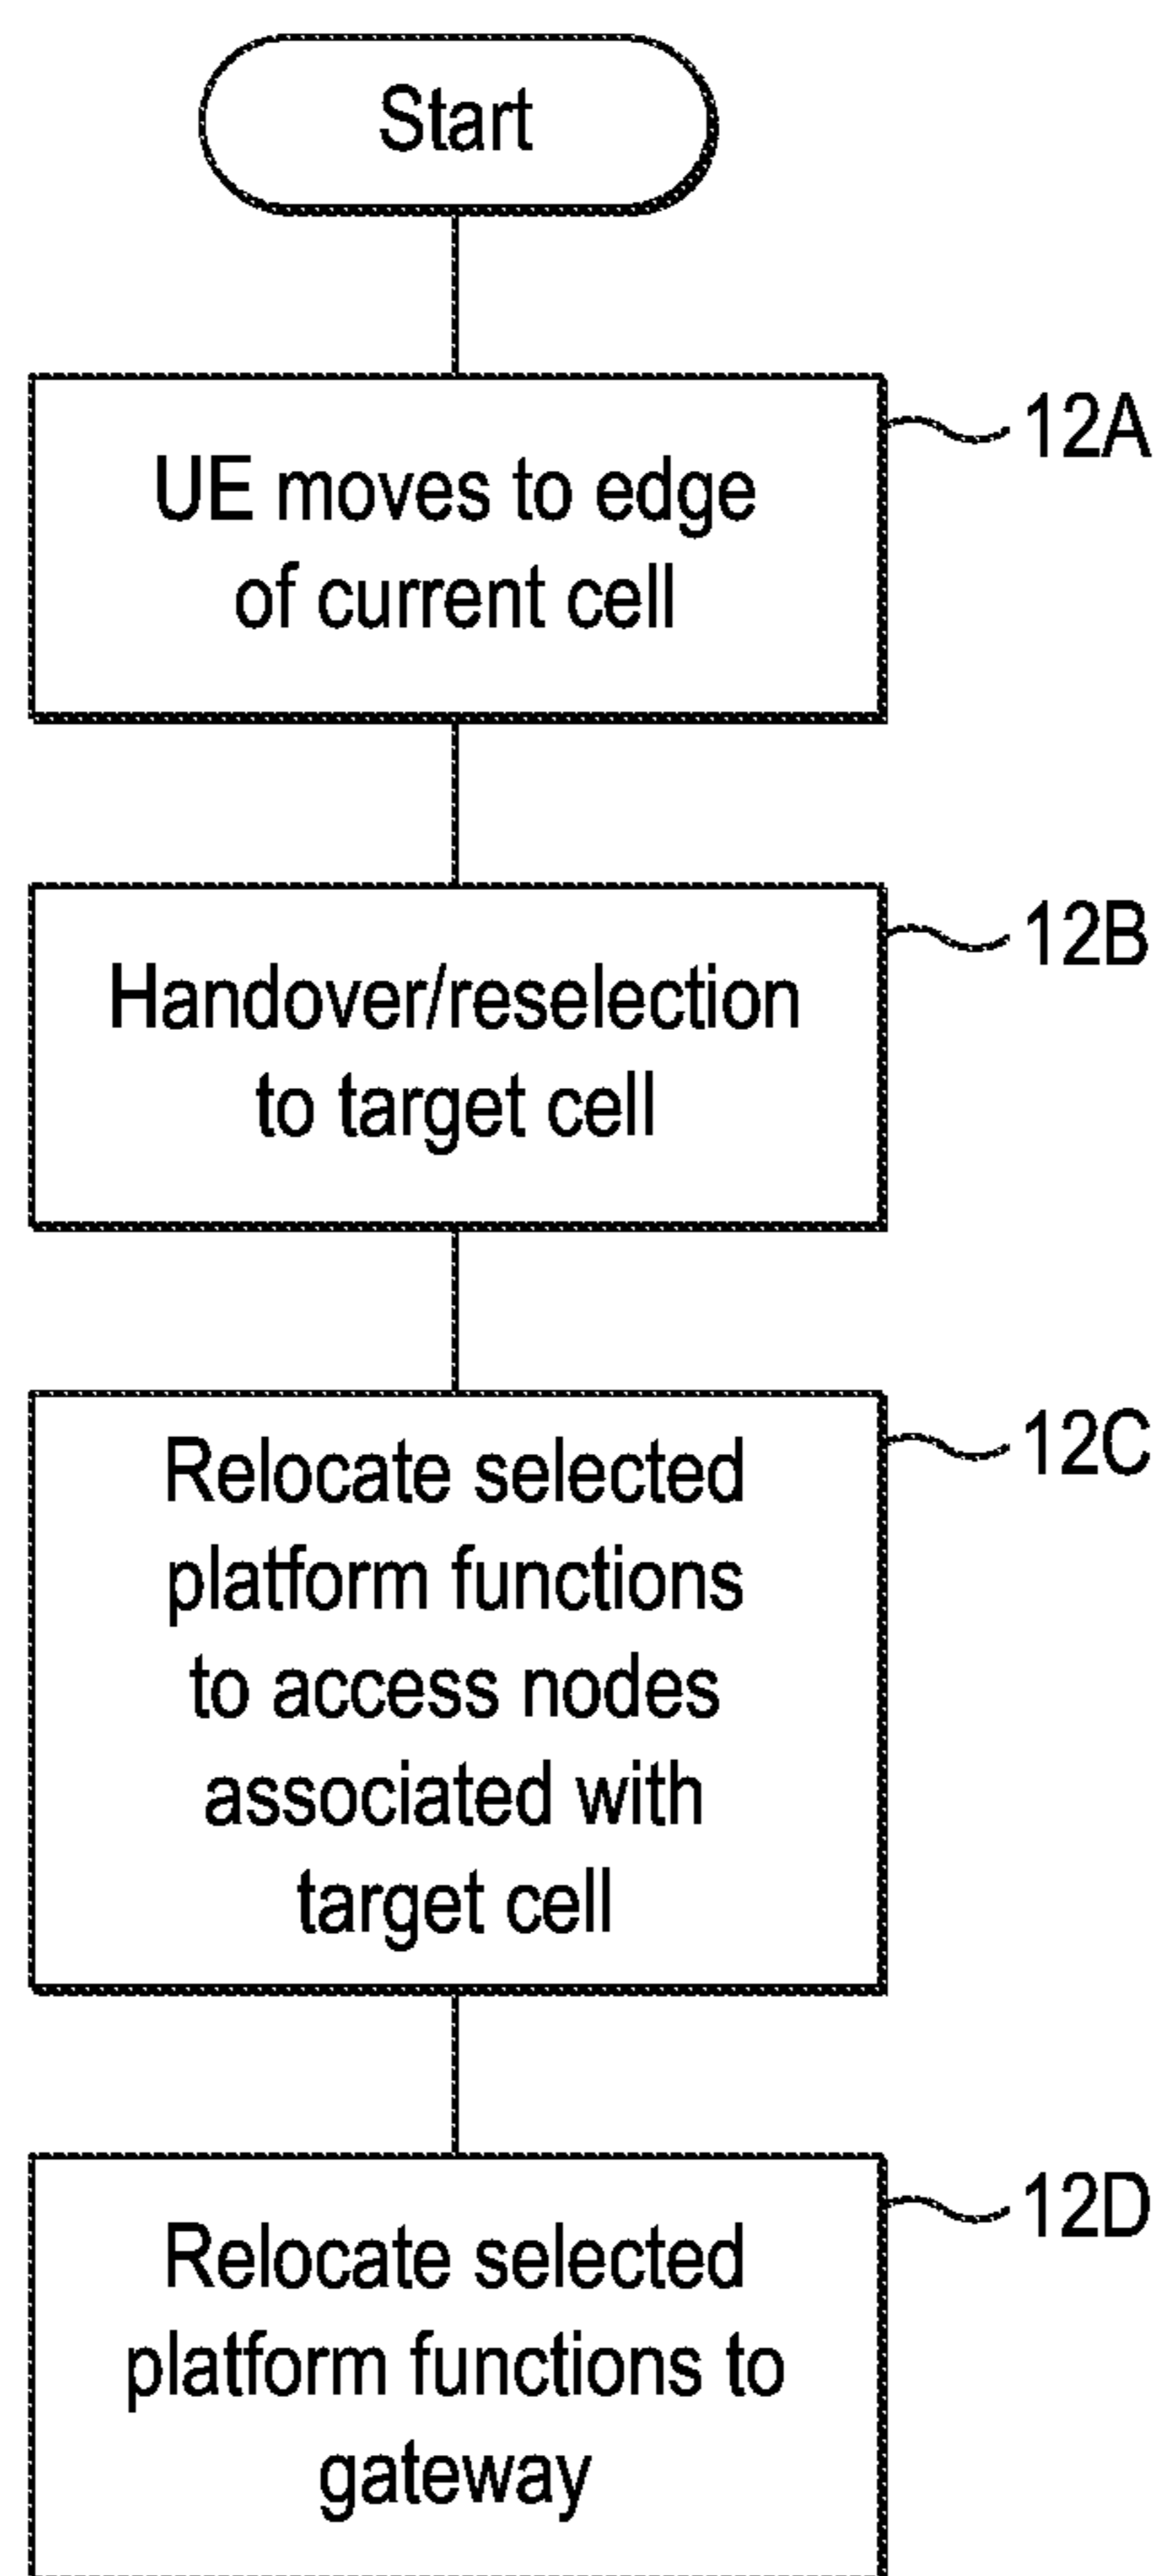 Start
12A
UE moves to edge
of current cell
12B
Handover/reselection
to target cell
12C
Relocate selected
platform functions
to access nodes
associated with
target cell
12D
Relocate selected
platform functions to
gateway